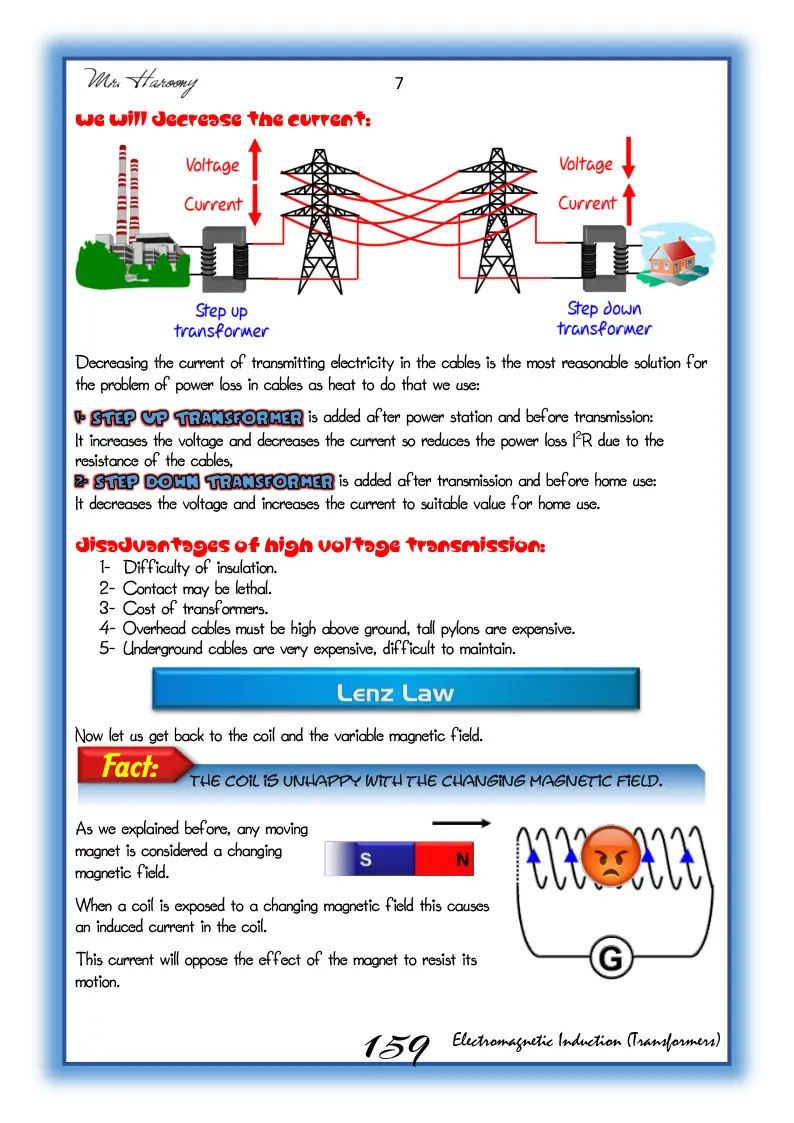 Mr. Haroony
7
We will decrease the current:
Voltage
Current
Voltage
Current
Step up
transformer
Step down
transformer
Decreasing the current of transmitting electricity in the cables is the most reasonable solution for
the problem of power loss in cables as heat to do that we use:
1- STEP UP TRANSFORMER is added after power station and before transmission:
It increases the voltage and decreases the current so reduces the power loss I²R due to the
resistance of the cables,
2- STEP DOWN TRANSFORMER is added after transmission and before home use:
It decreases the voltage and increases the current to suitable value for home use.
Disadvantages of high voltage transmission:
1- Difficulty of insulation.
2- Contact may be lethal.
3- Cost of transformers.
4- Overhead cables must be high above ground, tall pylons are expensive.
5- Underground cables are very expensive, difficult to maintain.
Lenz Law
Now let us get back to the coil and the variable magnetic field.
Fact:
THE COIL IS UNHAPPY WITH THE CHANGING MAGNETIC FIELD.
As we explained before, any moving
magnet is considered a changing
magnetic field.
S N
When a coil is exposed to a changing magnetic field this causes
an induced current in the coil.
G
This current will oppose the effect of the magnet to resist its
motion.
159 Electromagnetic Induction (Transformers)